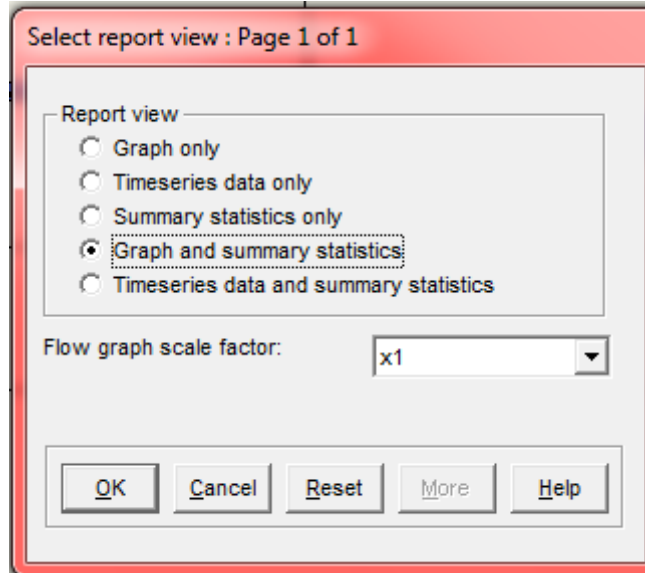 Select report view : Page 1 of 1
Report view
Graph only
Timeseries data only
Summary statistics only
Graph and summary statistics
Timeseries data and summary statistics
Flow graph scale factor: x1
OK Cancel Reset More Help